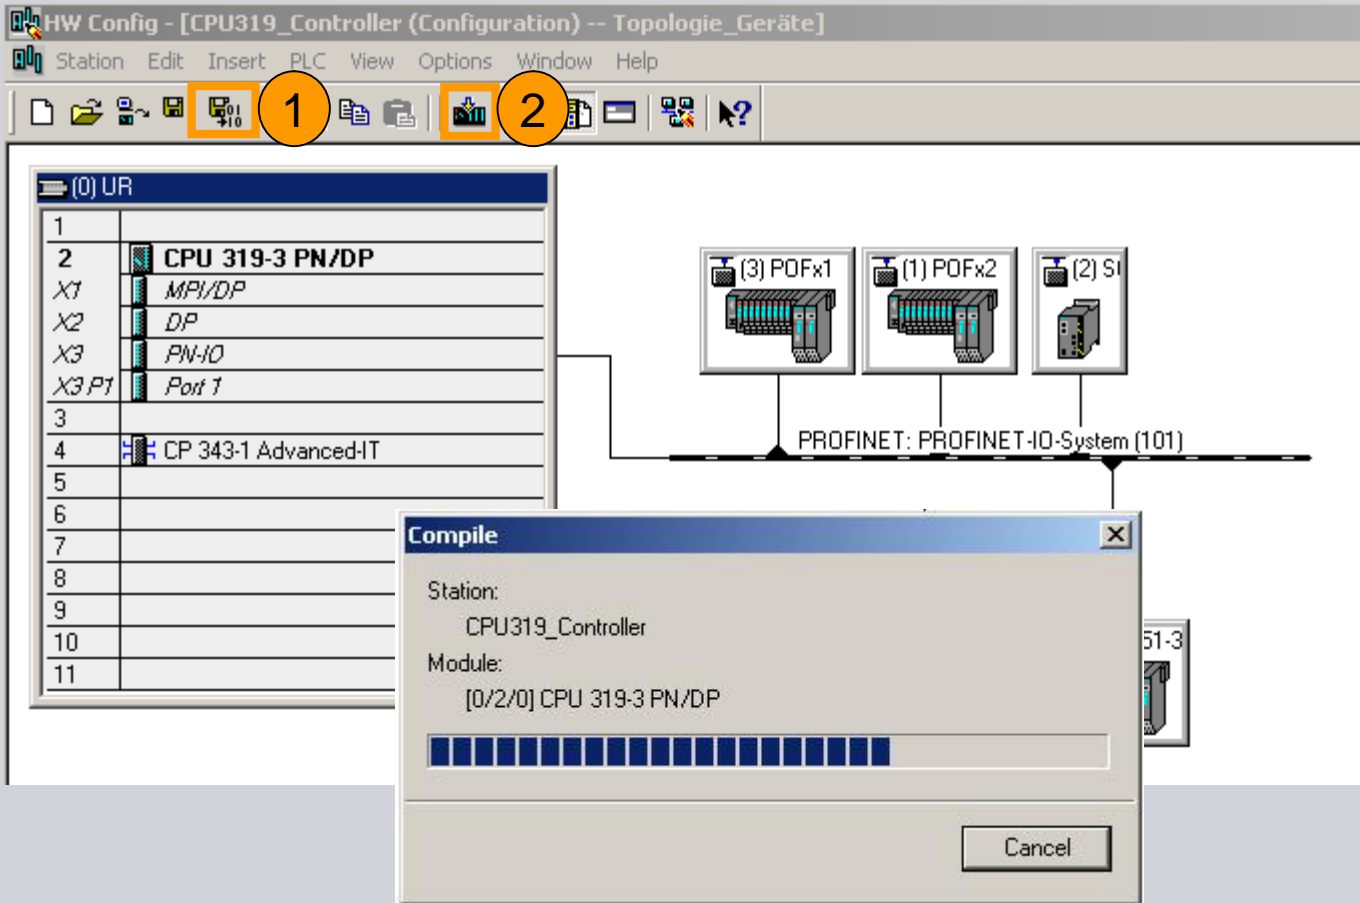 HW Config - [CPU319_Controller (Configuration) -- Topologie_Geräte]
Station Edit Insert PLC View Options Window Help
1 2
(0) UR
1
2 CPU 319-3 PN/DP
X1 MPI/DP
X2 DP
X3 PN-IO
X3 P1 Port 1
3
4 CP 343-1 Advanced-IT
5
6
7
8
9
10
11
(3) POFx1
(1) POFx2
(2)
PROFINET: PROFINET-IO-System (101)
51-3
Compile
Station:
CPU319_Controller
Module:
[0/2/0] CPU 319-3 PN/DP
Cancel